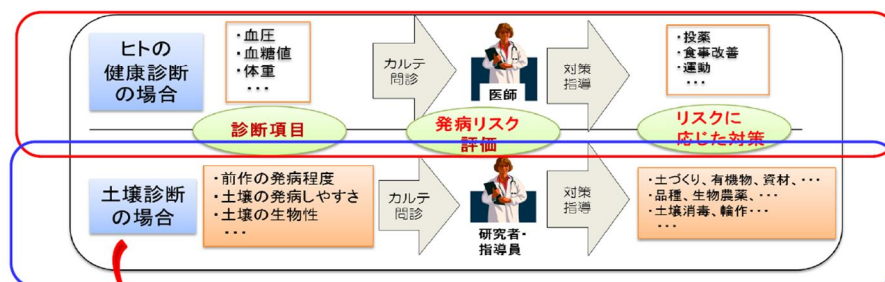 ヒトの
健康診断
の場合
・血圧
・血糖値
・体重
・・・
カルテ
問診
医師
対策
指導
・投薬
・食事改善
・運動
・・・
診断項目
発病リスク
評価
リスクに
応じた対策
土壌診断
の場合
・前作の発病程度
・土壌の発病しやすさ
・土壌の生物性
・・・
カルテ
問診
研究者・
指導員
対策
指導
・土づくり、有機物、資材、・・・
・品種、生物農薬、・・・
・土壌消毒、輪作・・・
・・・